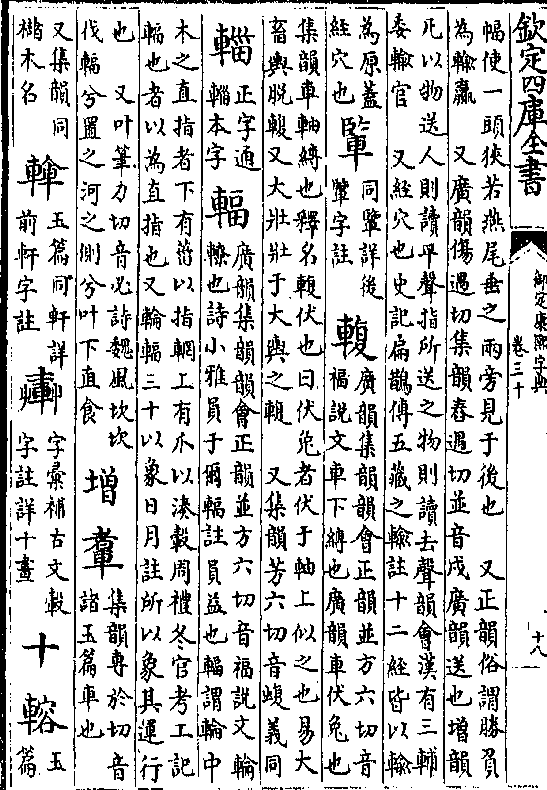 欽定四庫全書
御定康熙字典
卷三十
十八
幅使一頭狹若燕尾垂之兩旁見于後也 又正韻俗謂勝負
為輸贏 又廣韻傷遇切集韻舂遇切並音戍廣韻送也增韻
凡以物送人則讀平聲指所送之物則讀去聲韻會漢有三輔
委輸官 又經穴也史記扁鵲傳五藏之輸註十二經皆以輸
為原蓋
經穴也
同轚詳後
轚字註
輹
廣韻集韻韻會正韻並方六切音
福說文車下縛也廣韻車伏兔也
集韻車軸縛也釋名輹伏也曰伏兔者伏于軸上似之也易大
畜輿脫輹又大壯壯于大輿之輹 又集韻芳六切音蝮義同
輺
正字通
輜本字
輻
廣韻集韻韻會正韻並方六切音福說文輪
轑也詩小雅員于爾輻註員益也輻謂輪中
木之直指者下有菑以指輞工有爪以湊轂周禮冬官考工記
輻也者以為直指也又輪輻三十以象日月註所以象其運行
也 又叶筆力切音必詩魏風坎坎
伐輻兮置之河之側兮叶下直食
增
輽
集韻專於切音
諸玉篇車也
又集韻同
楷木名
玉篇同軒詳
前軒字註
字彙補古文轂
字註詳十畫
十
輍
玉
篇